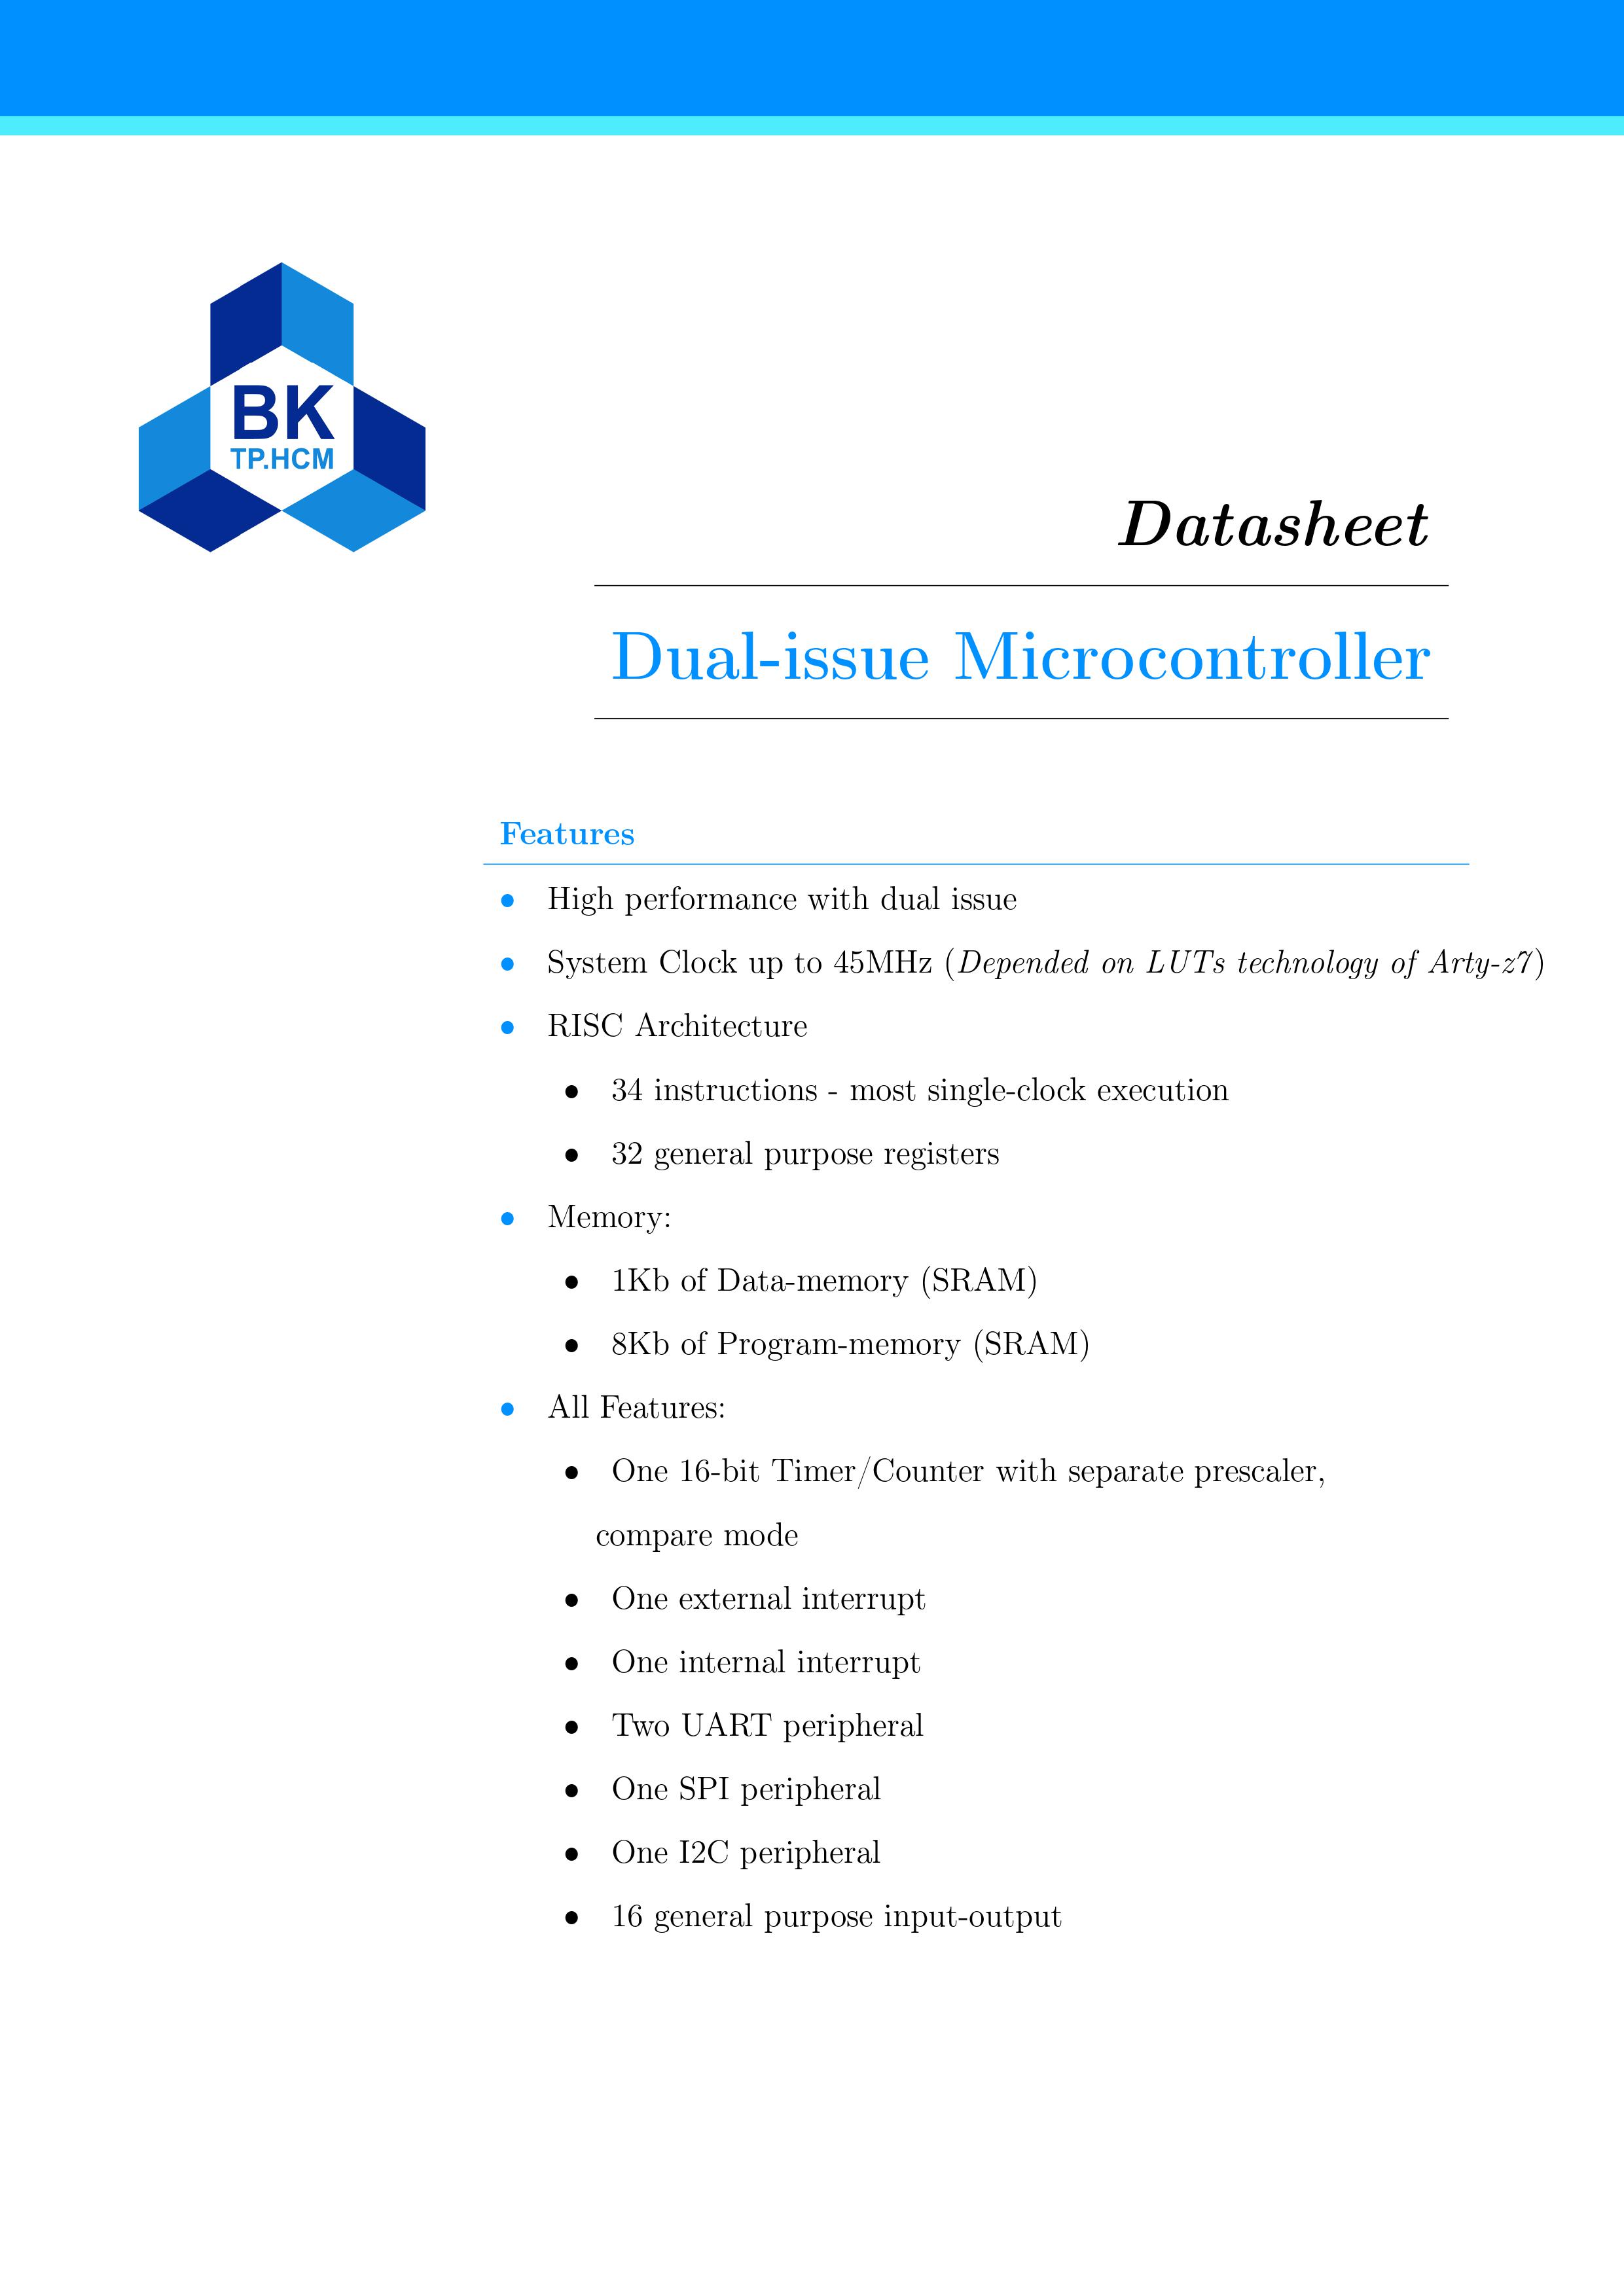 BK
TP.HCM
Datasheet
Dual-issue Microcontroller
Features
• High performance with dual issue
• System Clock up to 45MHz (Depended on LUTs technology of Arty-z7)
• RISC Architecture
• 34 instructions - most single-clock execution
• 32 general purpose registers
• Memory:
• 1Kb of Data-memory (SRAM)
• 8Kb of Program-memory (SRAM)
• All Features:
• One 16-bit Timer/Counter with separate prescaler,
compare mode
• One external interrupt
• One internal interrupt
• Two UART peripheral
• One SPI peripheral
• One I2C peripheral
• 16 general purpose input-output